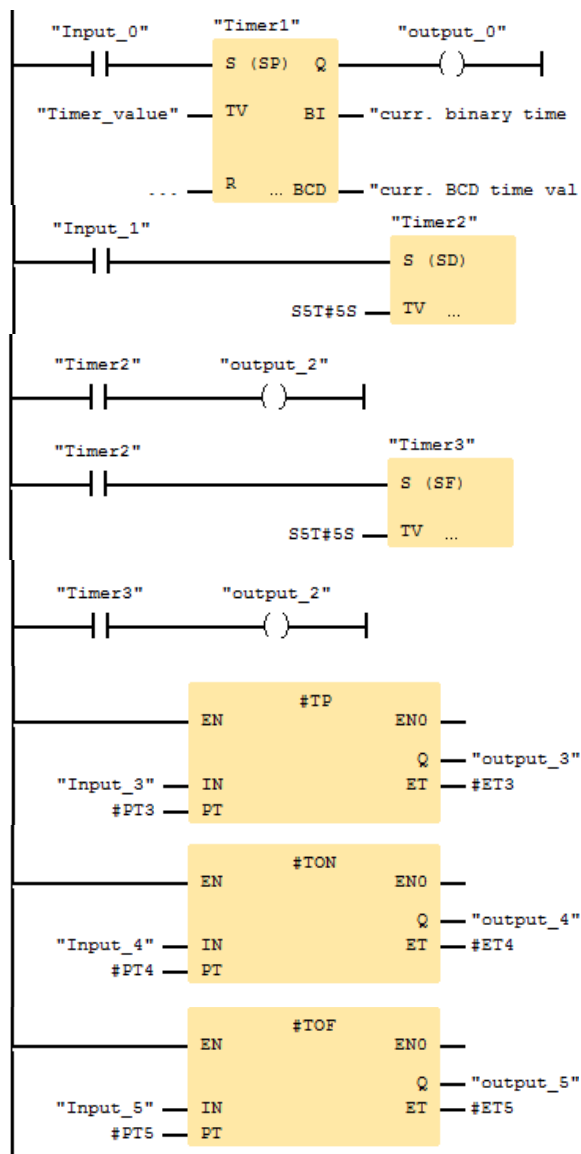 "Input_0" "Timer1" "output_0"
S (SP) Q
"Timer_value" TV BI "curr. binary time
... R ... BCD "curr. BCD time val
"Input_1" "Timer2"
S (SD)
S5T#5S TV ...
"Timer2" "output_2"
"Timer2" "Timer3"
S (SF)
S5T#5S TV ...
"Timer3" "output_2"
#TP
EN ENO
Q "output_3"
"Input_3" IN ET #ET3
#PT3 PT
#TON
EN ENO
Q "output_4"
"Input_4" IN ET #ET4
#PT4 PT
#TOF
EN ENO
Q "output_5"
"Input_5" IN ET #ET5
#PT5 PT